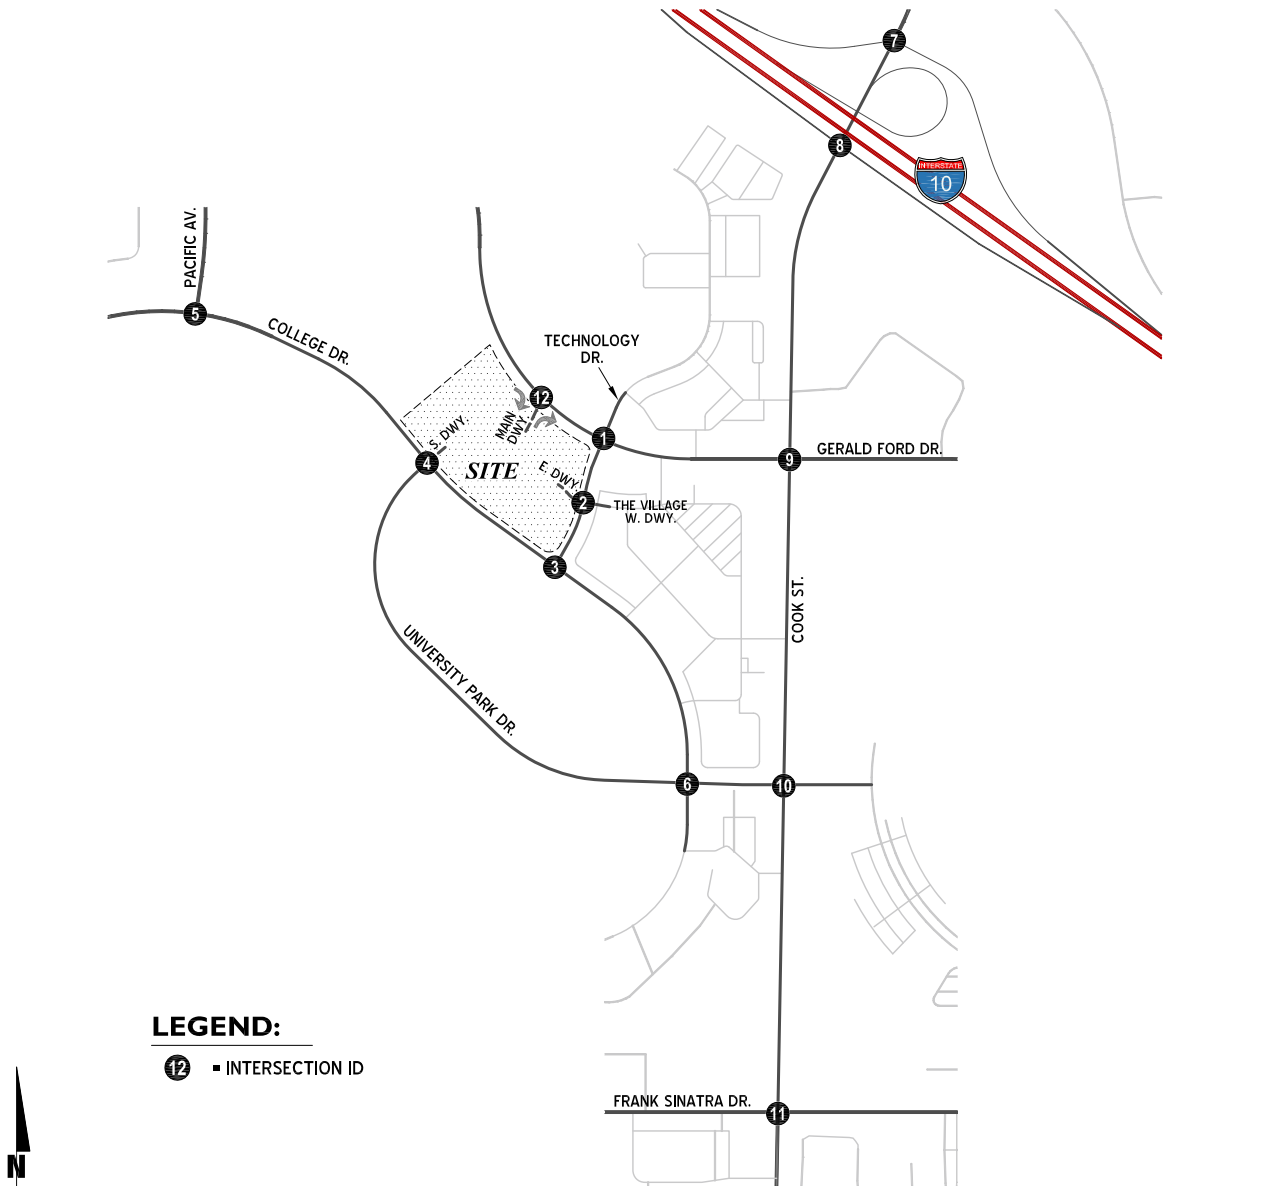 7
8
INTERSTATE
10
PACIFIC AV.
5
COLLEGE DR.
TECHNOLOGY
DR.
12
MAIN
DWY.
1
S. DWY.
4
SITE
E. DWY.
2
THE VILLAGE
W. DWY.
9
GERALD FORD DR.
3
COOK ST.
UNIVERSITY PARK DR.
6
10
LEGEND:
12 = INTERSECTION ID
FRANK SINATRA DR.
11
N